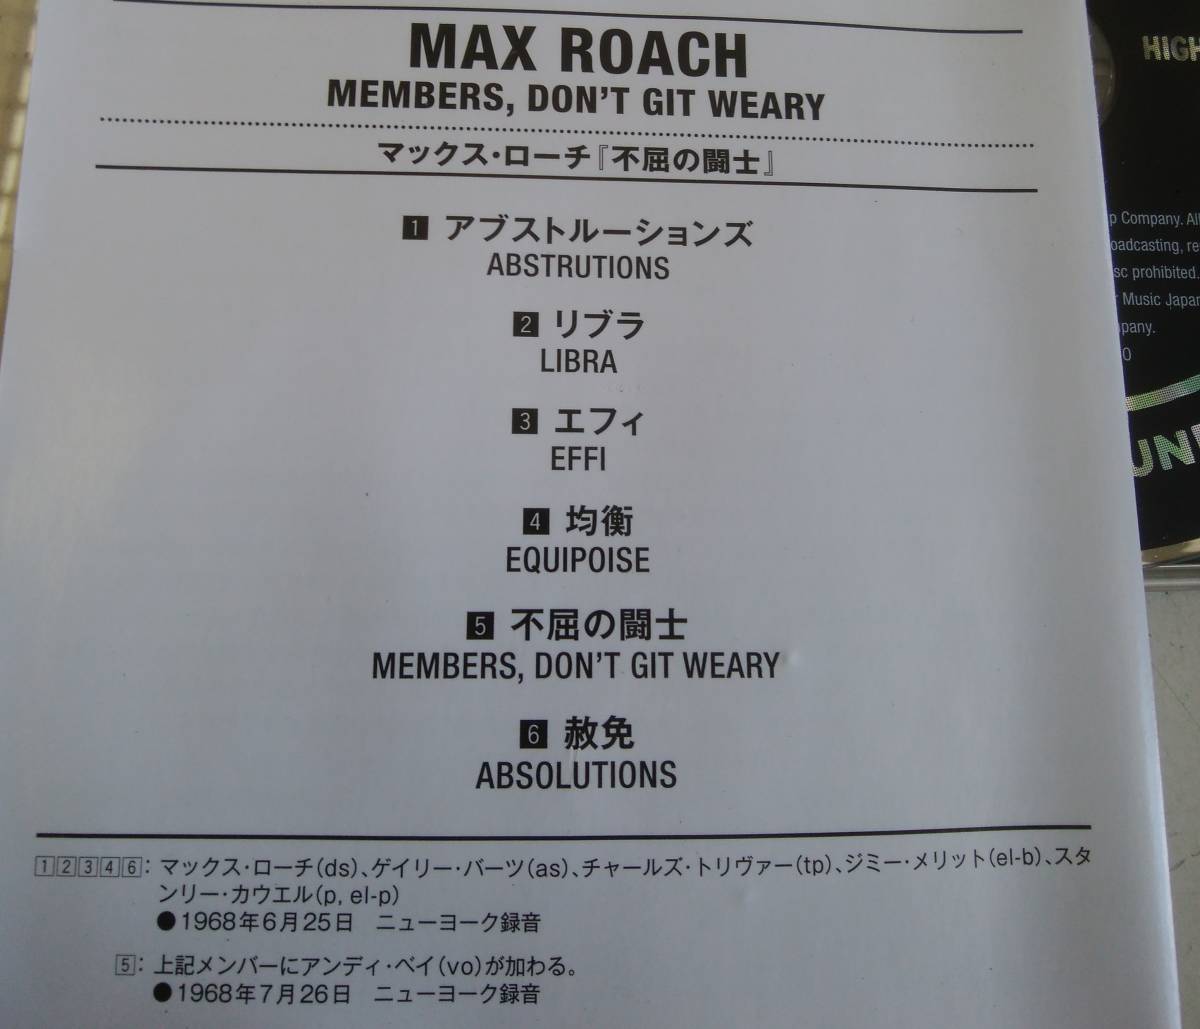 MAX ROACH
MEMBERS, DON'T GIT WEARY
マックス・ローチ『不屈の闘士』
1 アブストルーションズ
ABSTRUTIONS
2 リブラ
LIBRA
3 エフィ
EFFI
4 均衡
EQUIPOISE
5 不屈の闘士
MEMBERS, DON'T GIT WEARY
6 赦免
ABSOLUTIONS
1 2 3 4 6: マックス・ローチ(ds)、ゲイリー・バーツ(as)、チャールズ・トリヴァー(tp)、ジミー・メリット(el-b)、スタ
ンリー・カウエル(p, el-p)
●1968年6月25日 ニューヨーク録音
5: 上記メンバーにアンディ・ベイ(vo)が加わる。
●1968年7月26日 ニューヨーク録音
HIGH
p Company. All
oadcasting, re
sc prohibited.
Music Japan
pany.
0
UNI